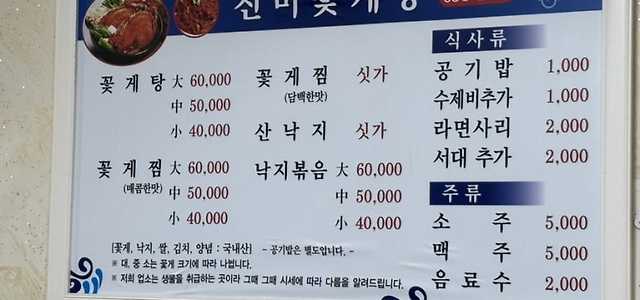 진미꽃게탕
꽃게탕 大 60,000
中 50,000
小 40,000
꽃게찜 싯가
(담백한맛)
산낙지 싯가
꽃게찜 大 60,000
(매콤한맛) 中 50,000
小 40,000
낙지볶음 大 60,000
中 50,000
小 40,000
[꽃게, 낙지, 쌀, 김치, 양념 : 국내산] - 공기밥은 별도입니다. -
※ 대, 중 소는 꽃게 크기에 따라 나뉩니다.
※ 저희 업소는 생물을 취급하는 곳이라 그때 그때 시세에 따라 다름을 알려드립니다.
식사류
공기밥 1,000
수제비추가 1,000
라면사리 2,000
서대 추가 2,000
주류
소주 5,000
맥주 5,000
음료수 2,000